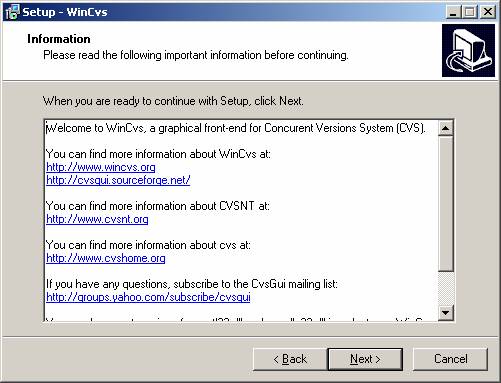 Setup - WinCvs
Information
Please read the following important information before continuing.
When you are ready to continue with Setup, click Next.
Welcome to WinCvs, a graphical front-end for Concurent Versions System (CVS).
You can find more information about WinCvs at:
http://www.wincvs.org
http://cvsgui.sourceforge.net/
You can find more information about CVSNT at:
http://www.cvsnt.org
You can find more information about cvs at:
http://www.cvshome.org
If you have any questions, subscribe to the CvsGui mailing list:
http://groups.yahoo.com/subscribe/cvsgui
< Back
Next >
Cancel